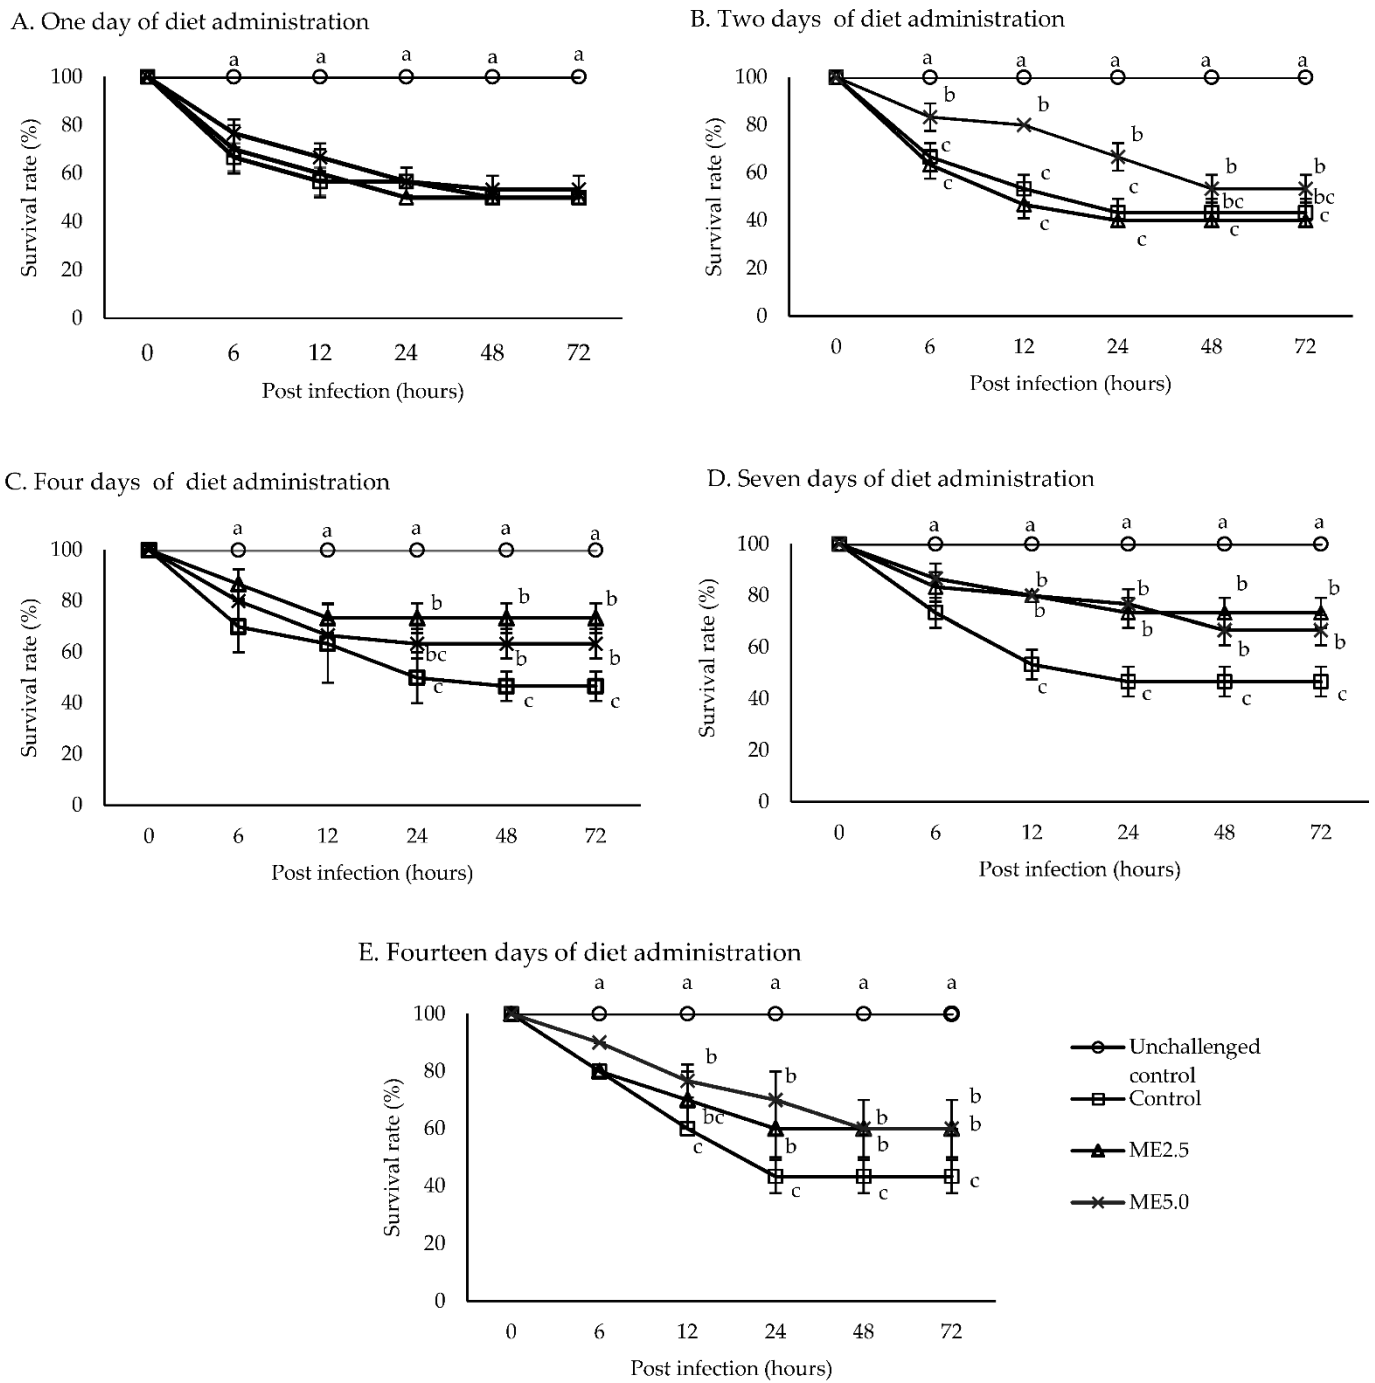 A. One day of diet administration
a a a a a
100
80
60
40
20
0
Survival rate (%)
0 6 12 24 48 72
Post infection (hours)
B. Two days of diet administration
a a a a a
100
80
60
40
20
0
Survival rate (%)
b b b b b
c c c bc bc
c c c c c
0 6 12 24 48 72
Post infection (hours)
C. Four days of diet administration
a a a a a
100
80
60
40
20
0
Survival rate (%)
b b b
bc b b
c c c
0 6 12 24 48 72
Post infection (hours)
D. Seven days of diet administration
a a a a a
100
80
60
40
20
0
Survival rate (%)
b b b b
b b b b
c c c c
0 6 12 24 48 72
Post infection (hours)
E. Fourteen days of diet administration
a a a a a
100
80
60
40
20
0
Survival rate (%)
b b b b
bc b b b
c c c c
0 6 12 24 48 72
Post infection (hours)
Unchallenged
control
Control
ME2.5
ME5.0